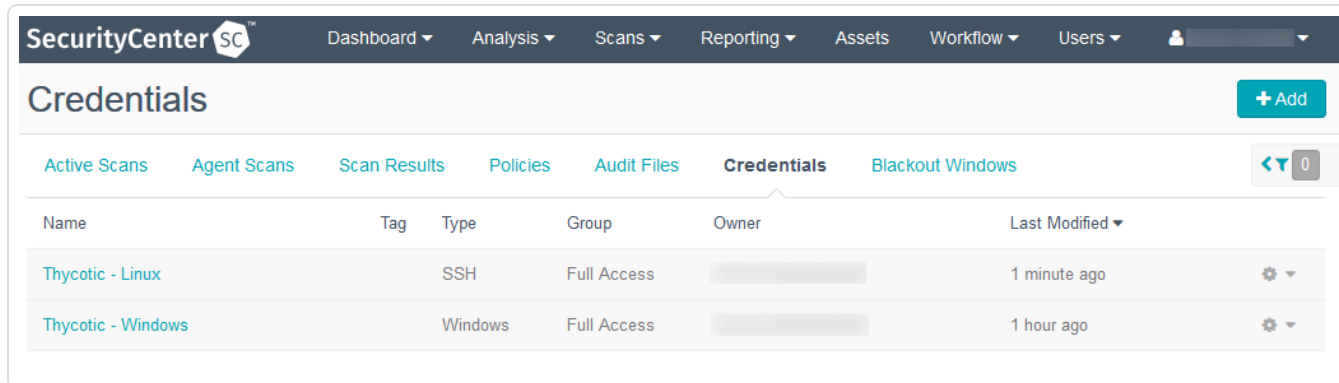 SecurityCenter SC™ Dashboard Analysis Scans Reporting Assets Workflow Users
Credentials + Add
Active Scans Agent Scans Scan Results Policies Audit Files Credentials Blackout Windows 0
Name Tag Type Group Owner Last Modified
Thycotic - Linux SSH Full Access 1 minute ago
Thycotic - Windows Windows Full Access 1 hour ago